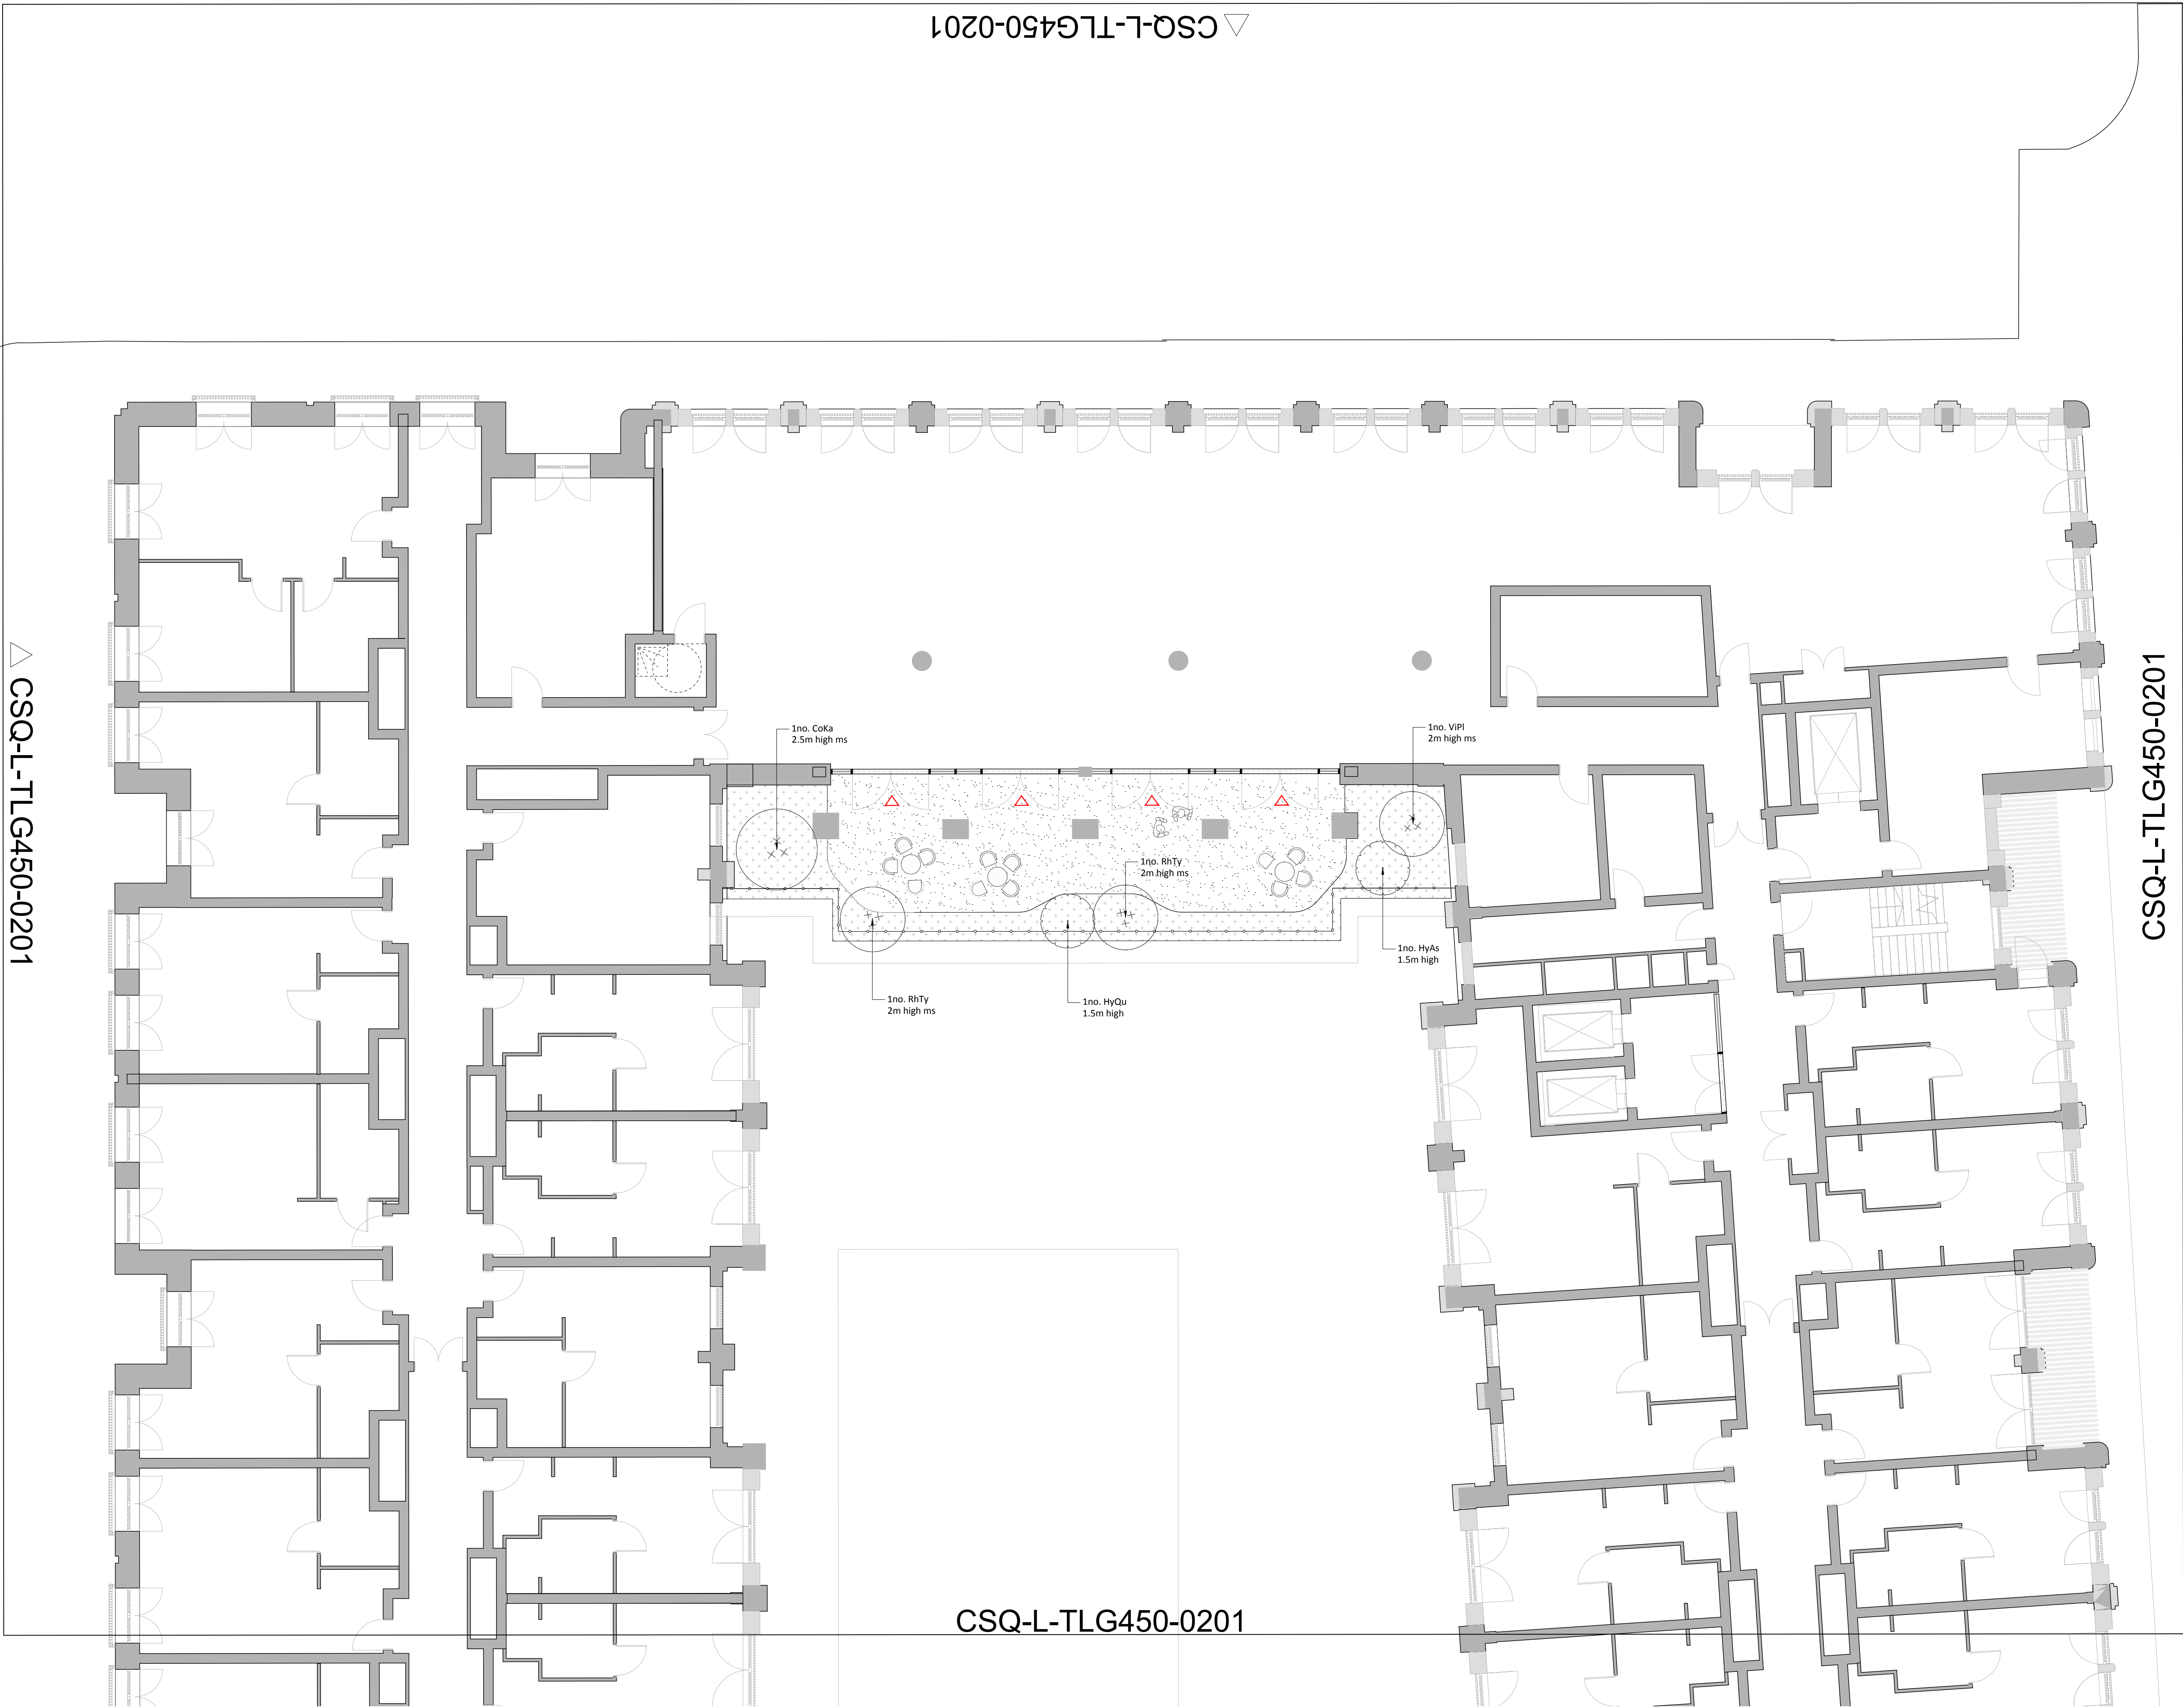 CSQ-L-TLG450-0201
CSQ-L-TLG450-0201
CSQ-L-TLG450-0201
1no. CoKa
2.5m high ms
1no. ViPl
2m high ms
1no. RhTy
2m high ms
1no. HyAs
1.5m high
1no. RhTy
2m high ms
1no. HyQu
1.5m high
CSQ-L-TLG450-0201